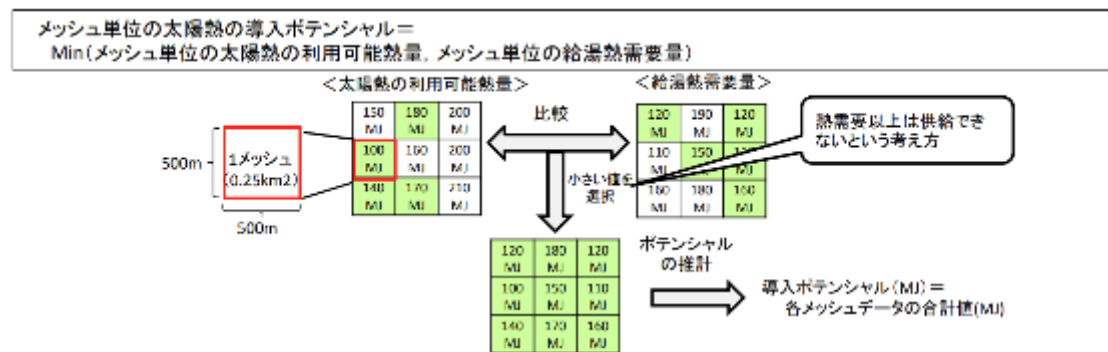 メッシュ単位の太陽熱の導入ポテンシャル＝
Min(メッシュ単位の太陽熱の利用可能熱量, メッシュ単位の給湯熱需要量)
＜太陽熱の利用可能熱量＞
＜給湯熱需要量＞
150 MJ 180 MJ 200 MJ
100 MJ 160 MJ 200 MJ
140 MJ 170 MJ 210 MJ
1メッシュ
(0.25km2)
500m
500m
比較
小さい値を
選択
120 MJ 190 MJ 120 MJ
110 MJ 150 MJ
160 MJ 180 MJ 160 MJ
熱需要以上は供給でき
ないという考え方
120 MJ 180 MJ 120 MJ
100 MJ 150 MJ 110 MJ
140 MJ 170 MJ 160 MJ
ポテンシャル
の推計
導入ポテンシャル(MJ)＝
各メッシュデータの合計値(MJ)